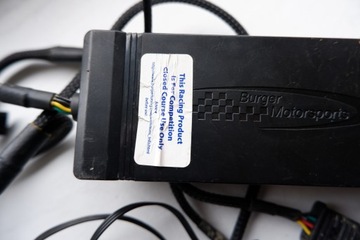 This Racing Product
is For Competition
Closed Course Use Only
Burger
Motorsports